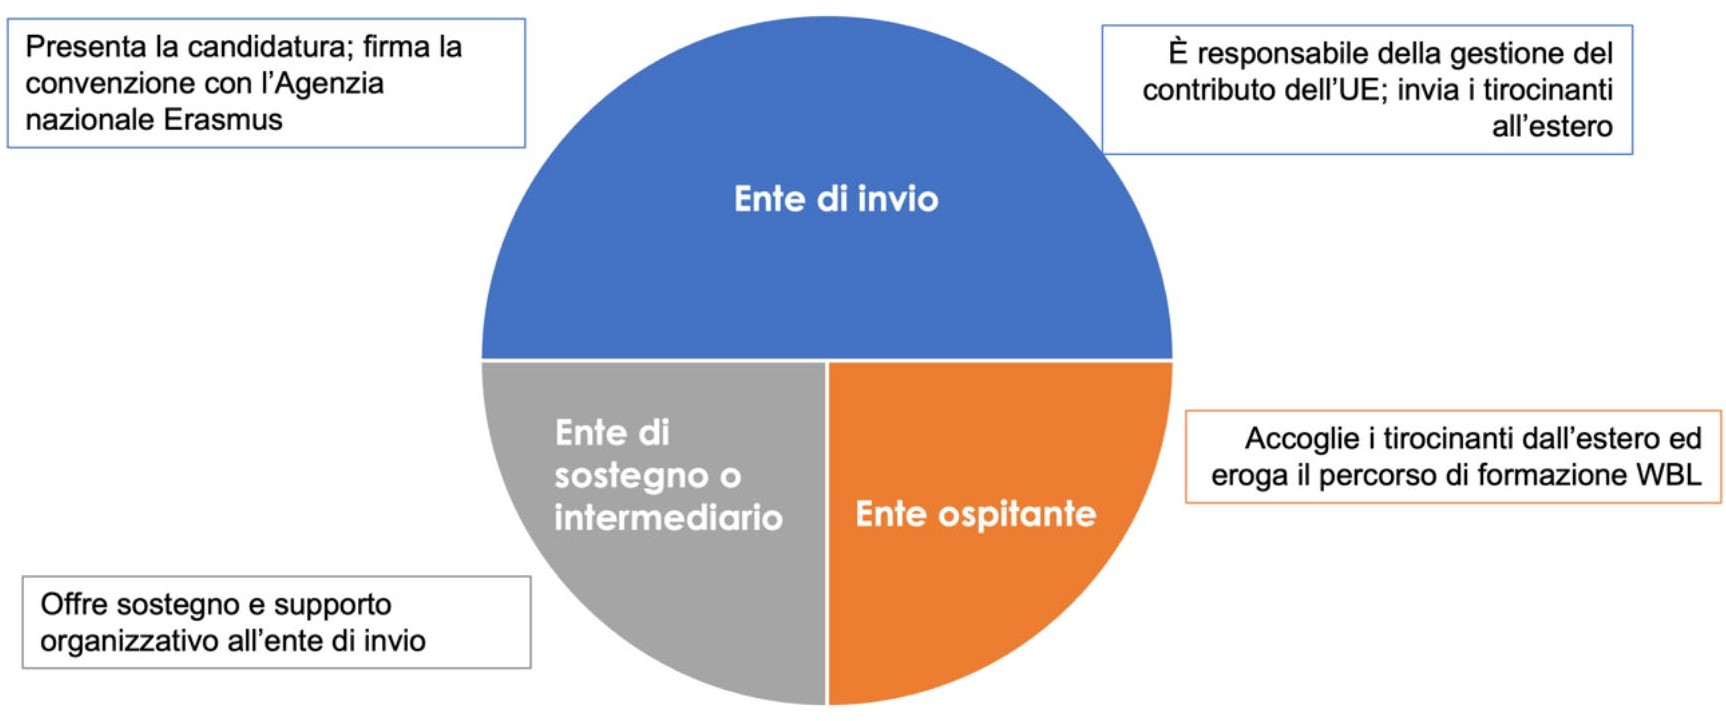 Presenta la candidatura; firma la
convenzione con l’Agenzia
nazionale Erasmus
È responsabile della gestione del
contributo dell’UE; invia i tirocinanti
all’estero
Ente di invio
Ente di
sostegno o
intermediario
Ente ospitante
Accoglie i tirocinanti dall’estero ed
eroga il percorso di formazione WBL
Offre sostegno e supporto
organizzativo all’ente di invio